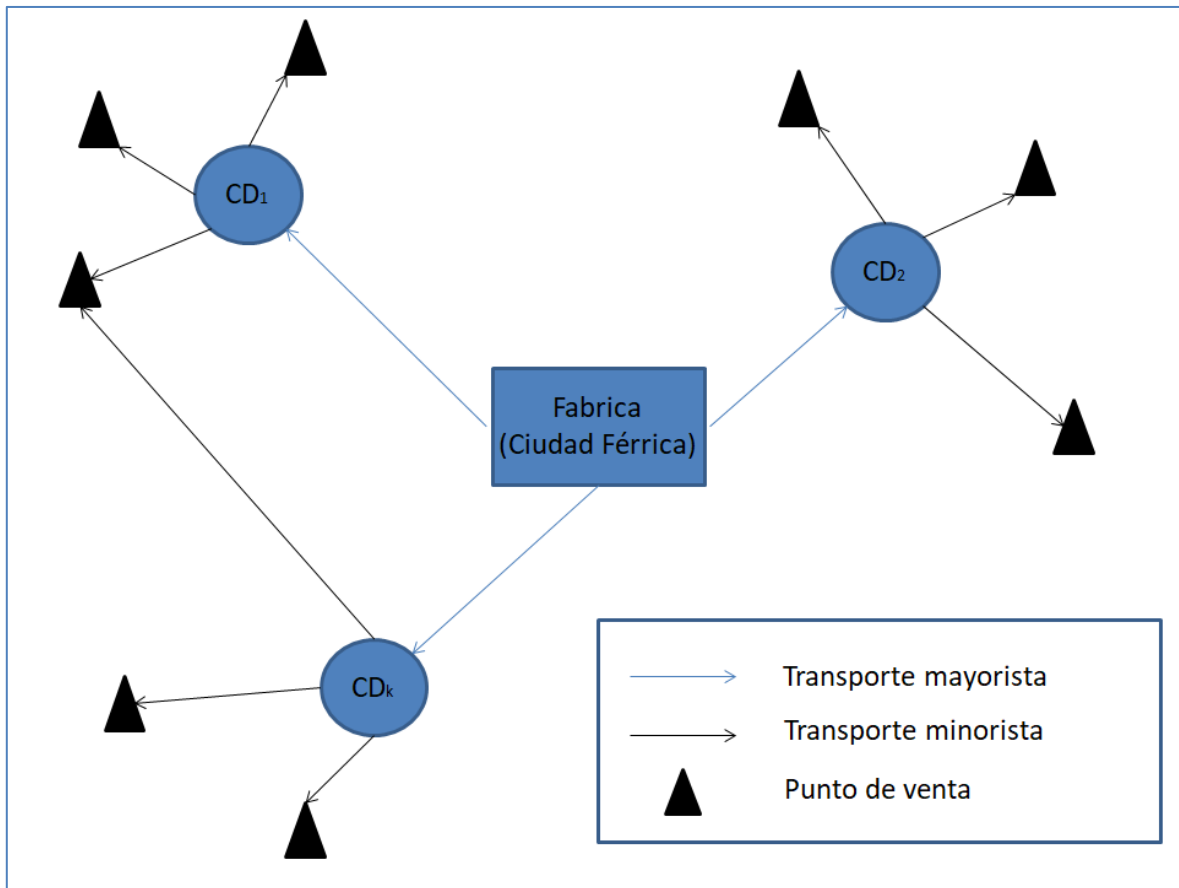 CD₁
CD₂
Fabrica
(Ciudad Férrica)
CDₖ
Transporte mayorista
Transporte minorista
Punto de venta